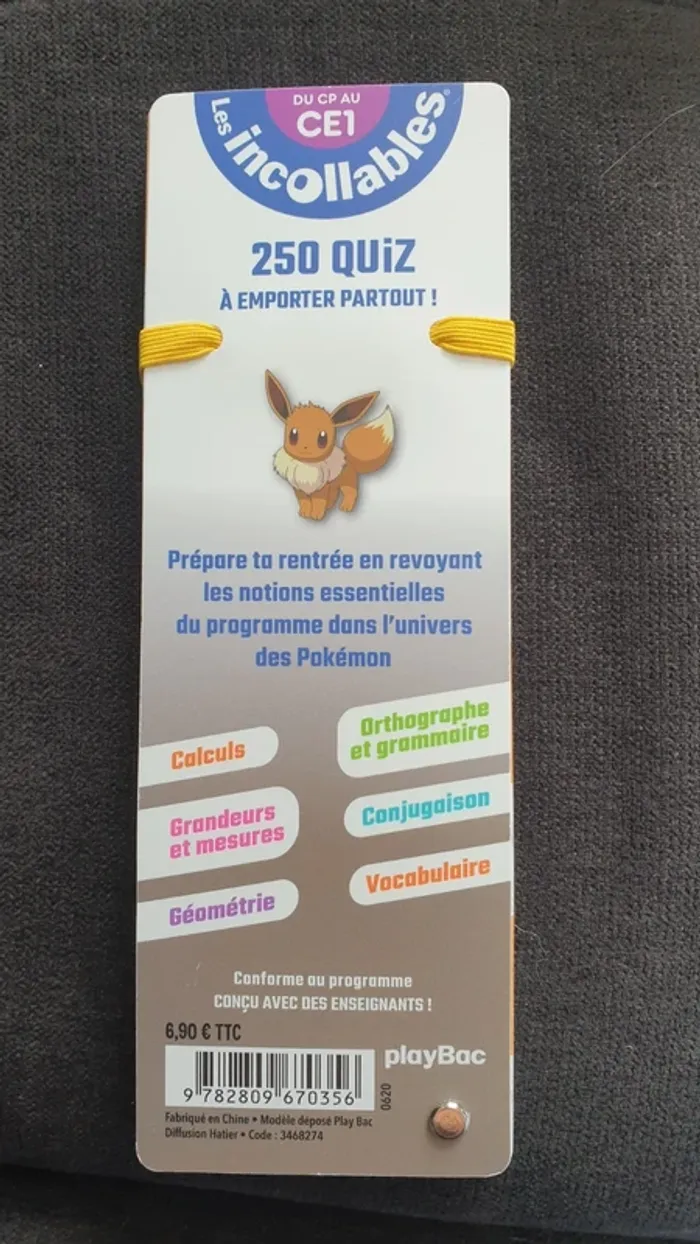 DU CP AU
CE1
Les incollables®
250 QUiZ
À EMPORTER PARTOUT !
Prépare ta rentrée en revoyant
les notions essentielles
du programme dans l'univers
des Pokémon
Calculs
Orthographe
et grammaire
Grandeurs
et mesures
Conjugaison
Géométrie
Vocabulaire
Conforme au programme
CONÇU AVEC DES ENSEIGNANTS !
6,90 € TTC
playBac
9 782809 670356
0620
Fabriqué en Chine • Modèle déposé Play Bac
Diffusion Hatier • Code : 3468274